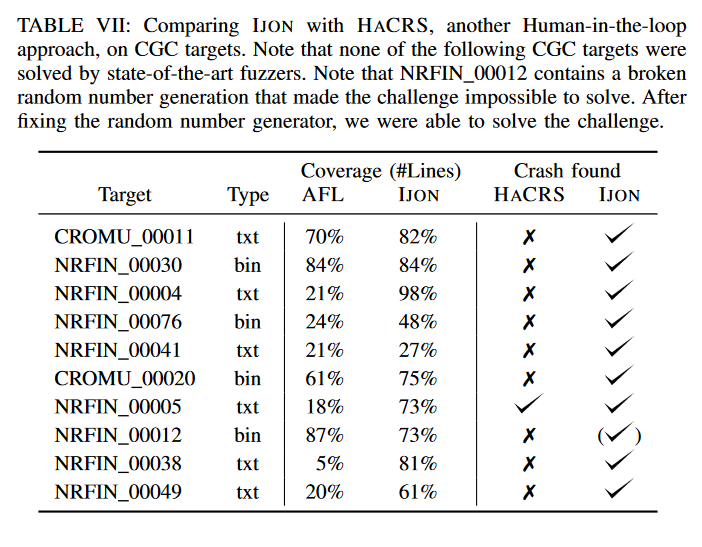 TABLE VII: Comparing IJON with HACRS, another Human-in-the-loop
approach, on CGC targets. Note that none of the following CGC targets were
solved by state-of-the-art fuzzers. Note that NRFIN_00012 contains a broken
random number generation that made the challenge impossible to solve. After
fixing the random number generator, we were able to solve the challenge.
Coverage (#Lines) Crash found
Target Type AFL IJON HACRS IJON
CROMU_00011 txt 70% 82% ✗ ✓
NRFIN_00030 bin 84% 84% ✗ ✓
NRFIN_00004 txt 21% 98% ✗ ✓
NRFIN_00076 bin 24% 48% ✗ ✓
NRFIN_00041 txt 21% 27% ✗ ✓
CROMU_00020 bin 61% 75% ✗ ✓
NRFIN_00005 txt 18% 73% ✓ ✓
NRFIN_00012 bin 87% 73% ✗ (✓)
NRFIN_00038 txt 5% 81% ✗ ✓
NRFIN_00049 txt 20% 61% ✗ ✓